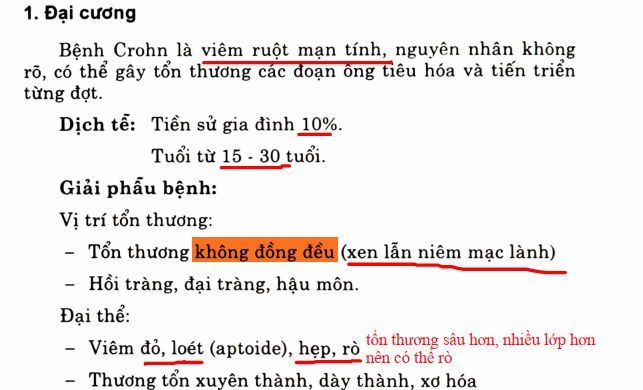 1. Đại cương
Bệnh Crohn là viêm ruột mạn tính, nguyên nhân không
rõ, có thể gây tổn thương các đoạn ống tiêu hóa và tiến triển
từng đợt.
Dịch tễ: Tiền sử gia đình 10%.
Tuổi từ 15 - 30 tuổi.
Giải phẫu bệnh:
Vị trí tổn thương:
– Tổn thương không đồng đều (xen lẫn niêm mạc lành)
– Hồi tràng, đại tràng, hậu môn.
Đại thể:
– Viêm đỏ, loét (aptoide), hẹp, rò tổn thương sâu hơn, nhiều lớp hơn
nên có thể rò
– Thương tổn xuyên thành, dày thành, xơ hóa